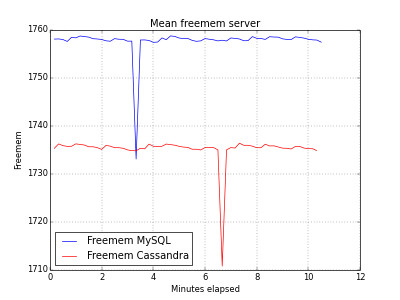 Mean freemem server
1760
1750
1740
1730
1720
1710
Freemem
0
2
4
6
8
10
12
Minutes elapsed
Freemem MySQL
Freemem Cassandra